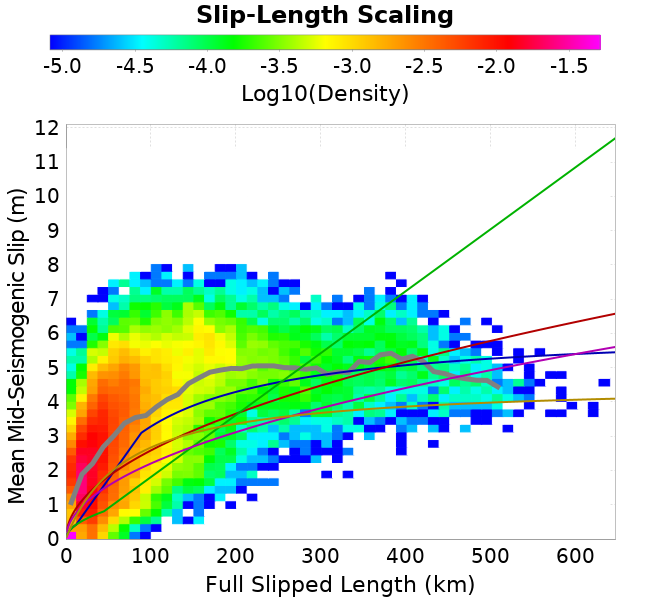 Slip-Length Scaling
-5.0 -4.5 -4.0 -3.5 -3.0 -2.5 -2.0 -1.5
Log10(Density)
Mean Mid-Seismogenic Slip (m)
12
11
10
9
8
7
6
5
4
3
2
1
0
0 100 200 300 400 500 600
Full Slipped Length (km)